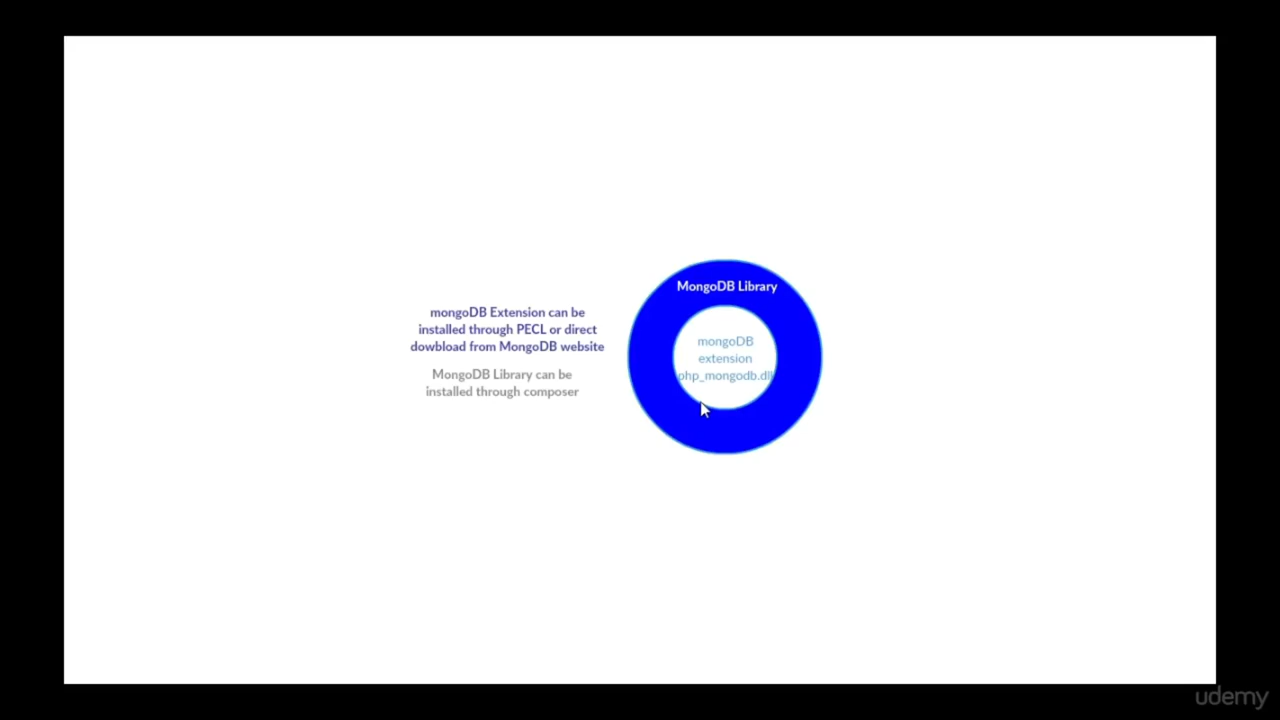 mongoDB Extension can be
installed through PECL or direct
dowbload from MongoDB website
MongoDB Library can be
installed through composer
MongoDB Library
mongoDB
extension
php_mongodb.dll
udemy